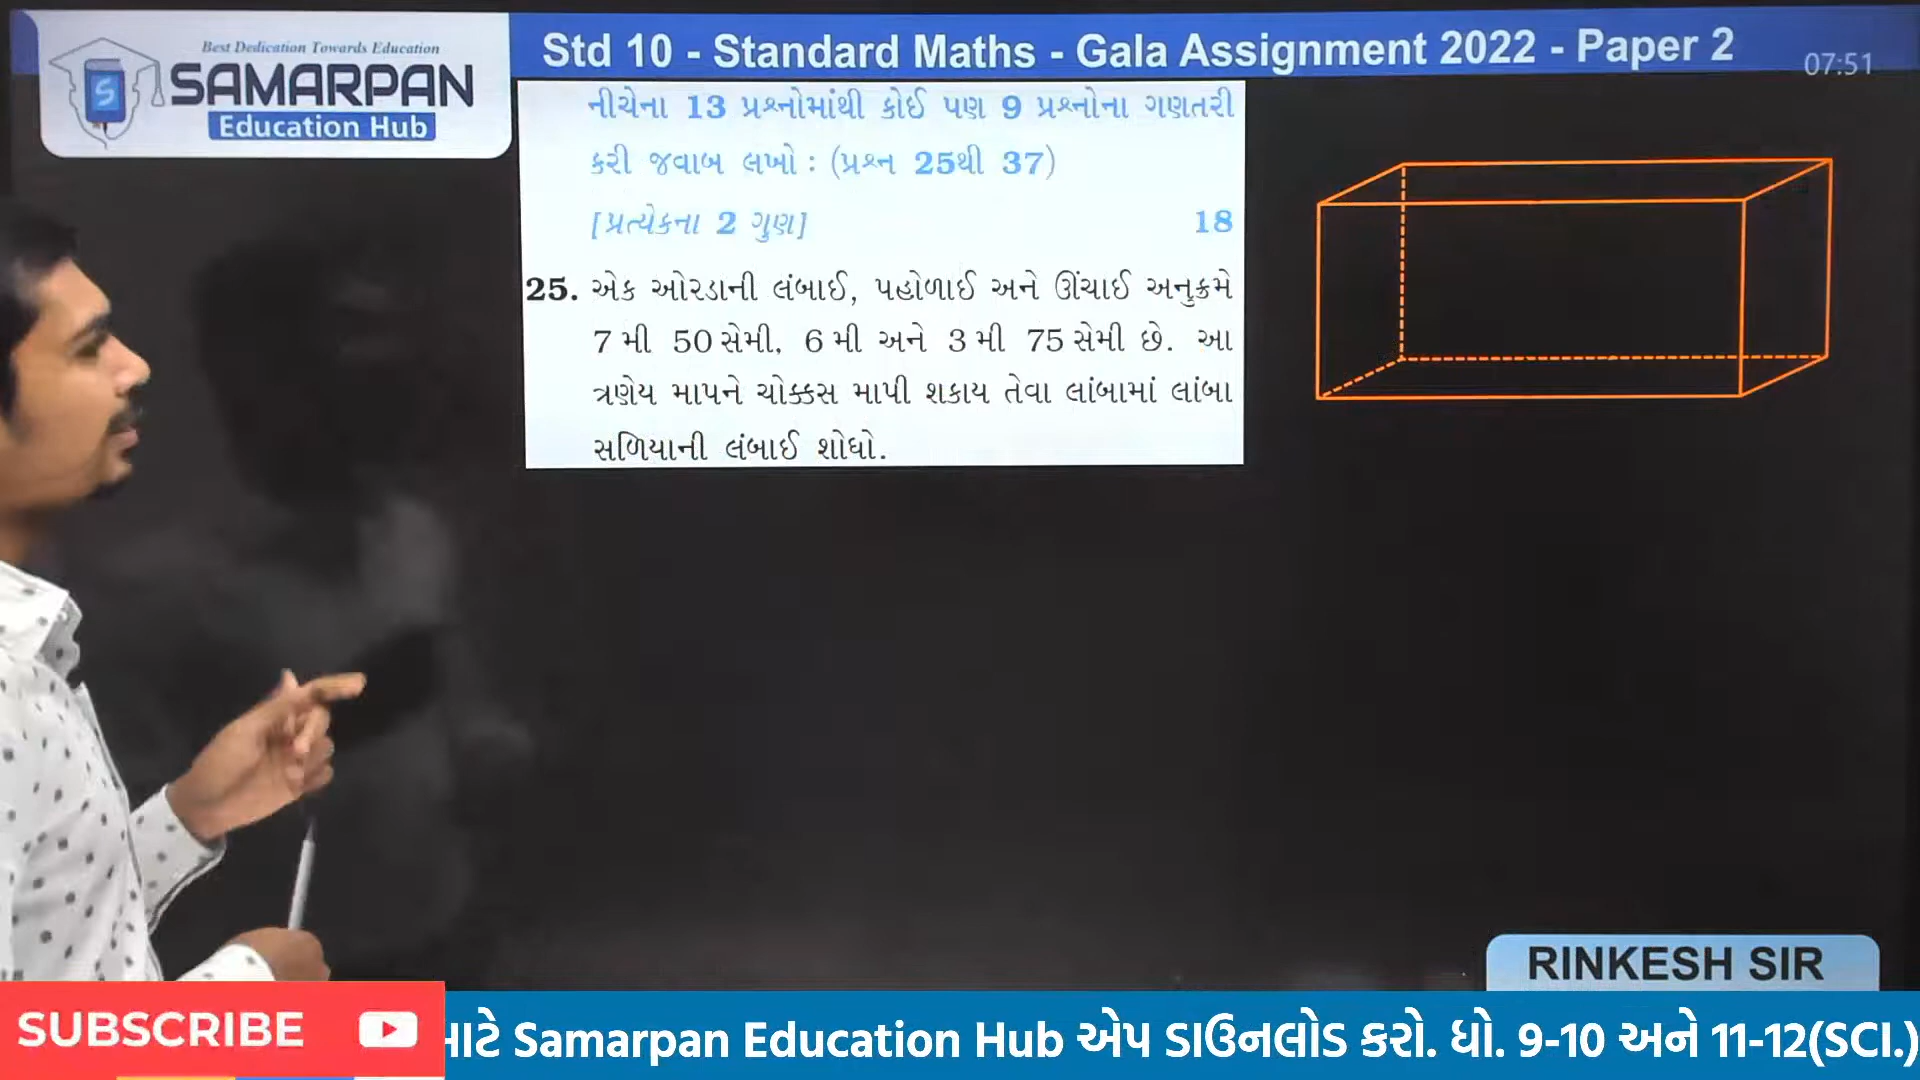 Best Dedication Towards Education
SAMARPAN
Education Hub
Std 10 - Standard Maths - Gala Assignment 2022 - Paper 2
07:51
નીચેના 13 પ્રશ્નોમાંથી કોઈ પણ 9 પ્રશ્નોના ગણતરી
કરી જવાબ લખો : (પ્રશ્ન 25થી 37)
[પ્રત્યેકના 2 ગુણ] 18
25. એક ઓરડાની લંબાઈ, પહોળાઈ અને ઊંચાઈ અનુક્રમે
7 મી 50 સેમી, 6 મી અને 3 મી 75 સેમી છે. આ
ત્રણેય માપને ચોક્કસ માપી શકાય તેવા લાંબામાં લાંબા
સળિયાની લંબાઈ શોધો.
RINKESH SIR
SUBSCRIBE
Samarpan Education Hub એપ ડાઉનલોડ કરો. ધો. 9-10 અને 11-12(SCI.)